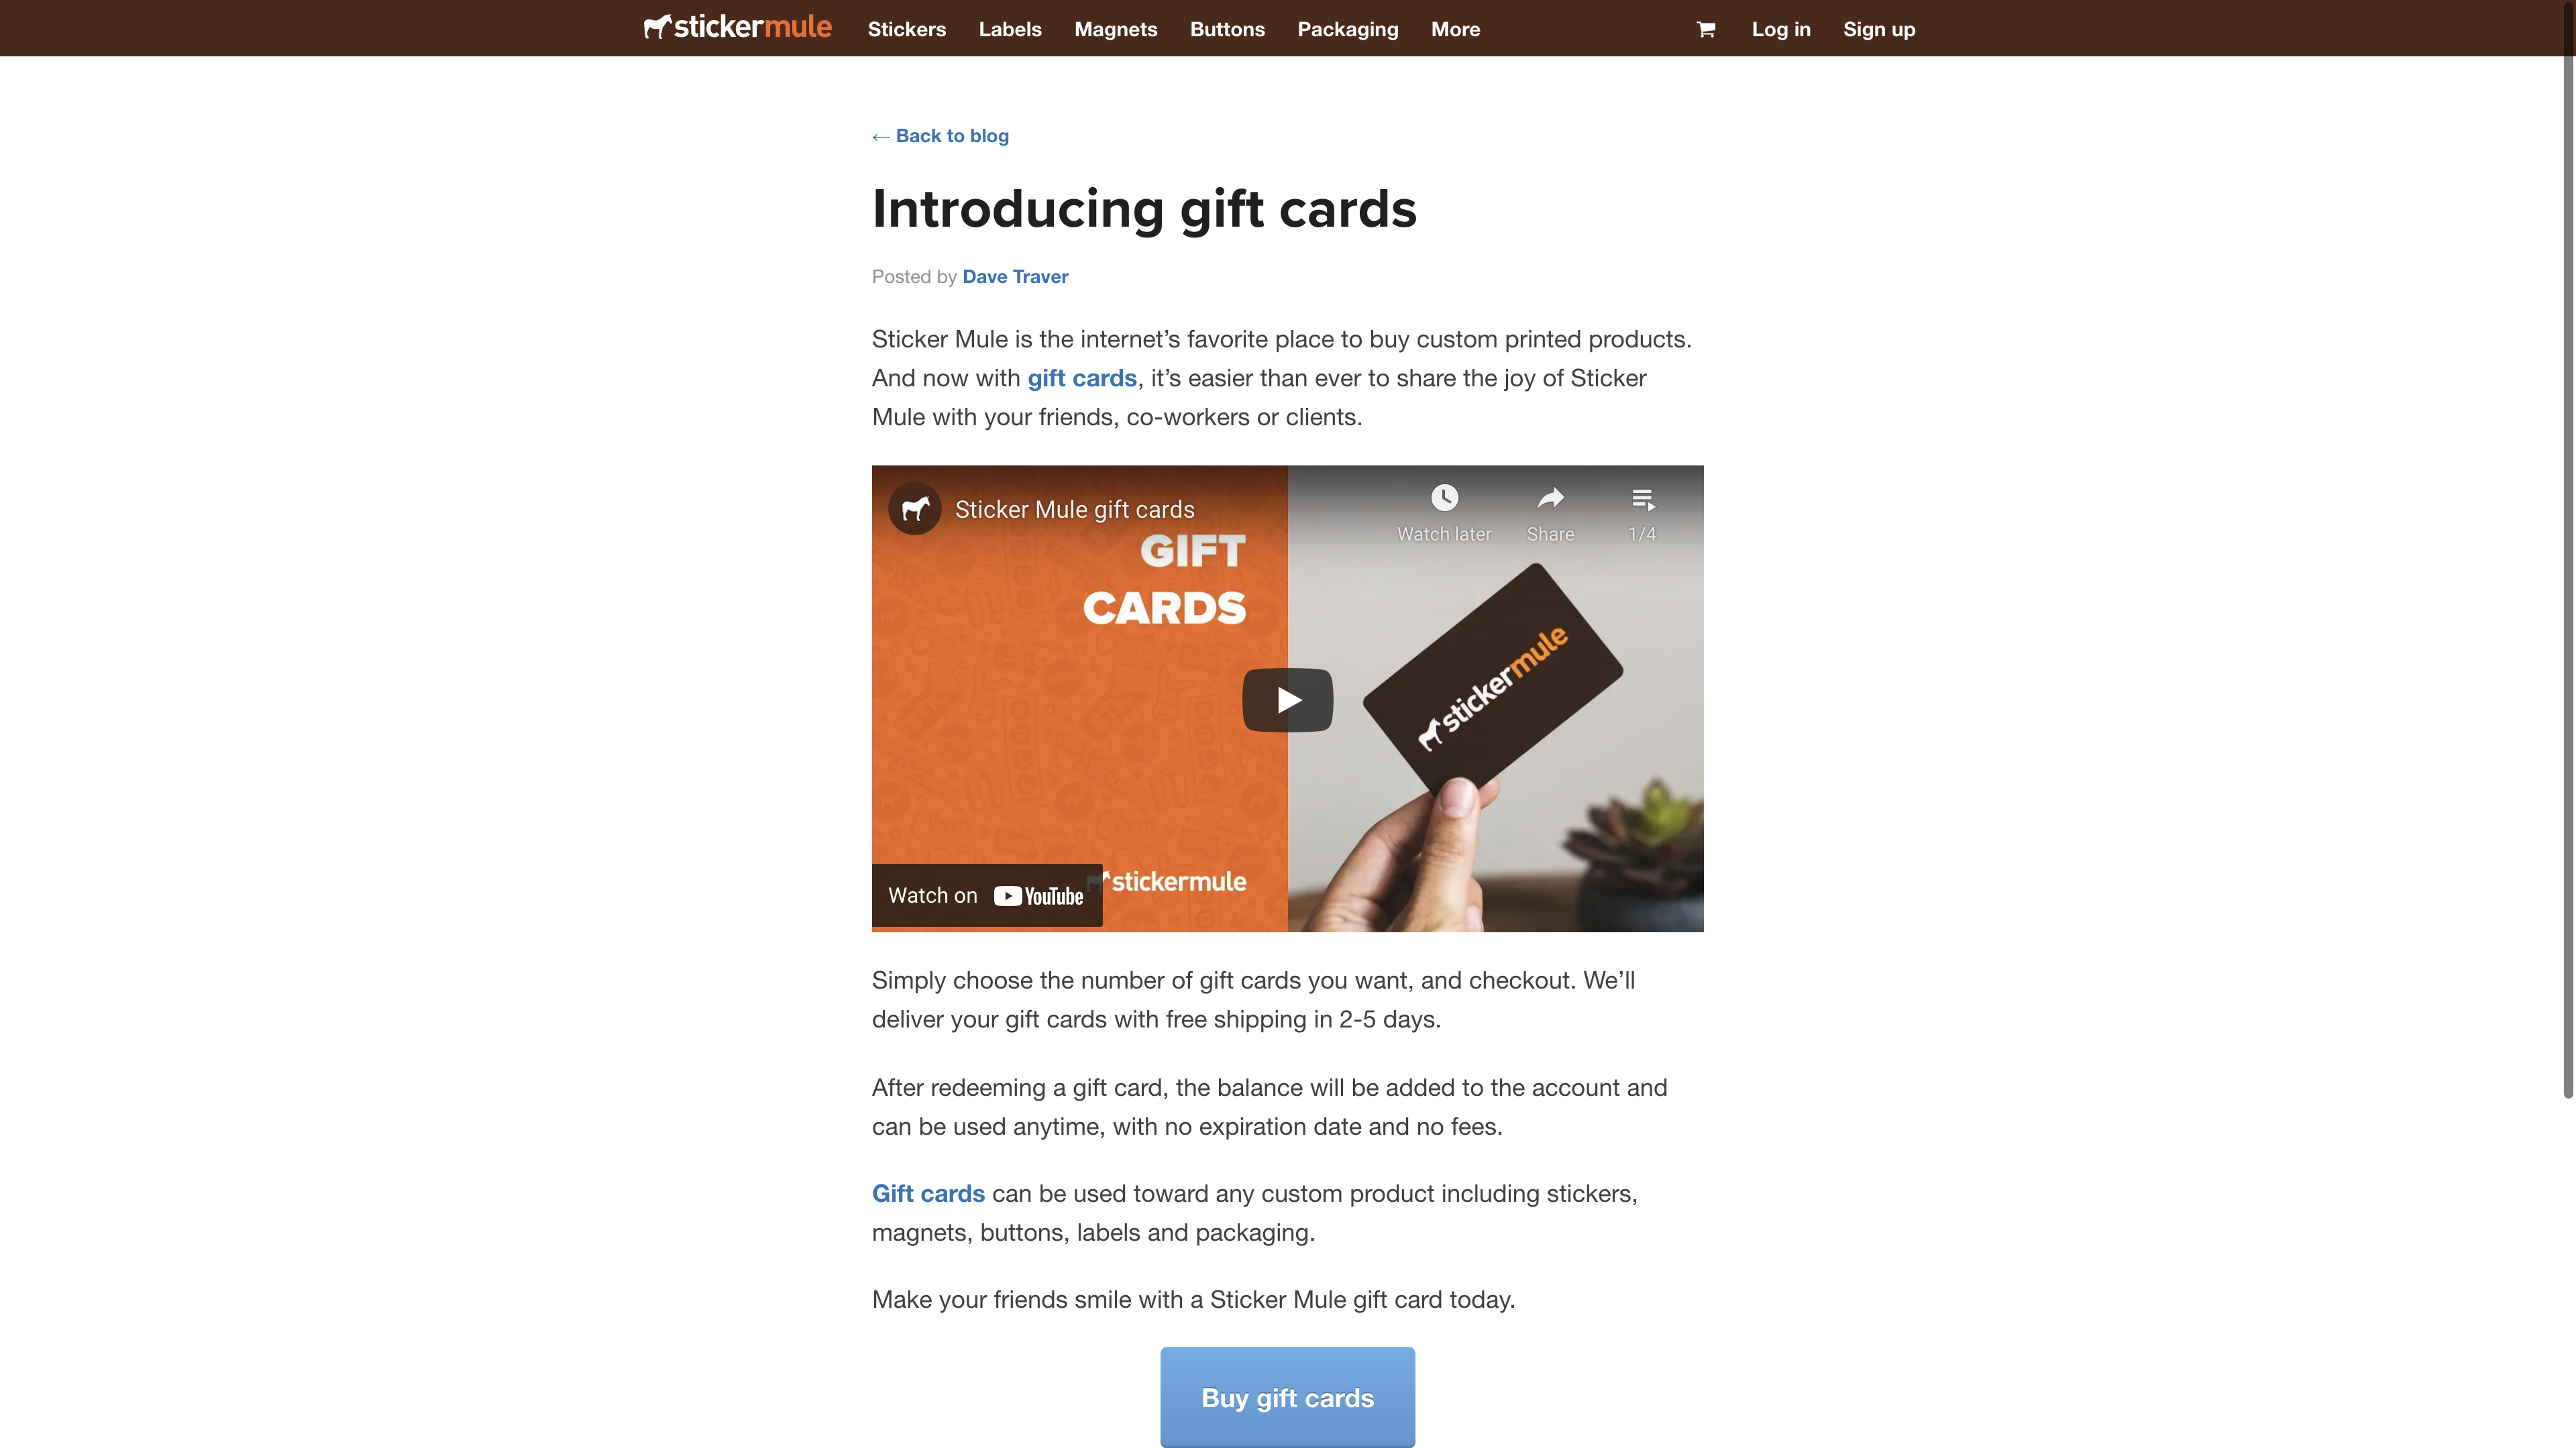 stickermule Stickers Labels Magnets Buttons Packaging More Log in Sign up
← Back to blog
Introducing gift cards
Posted by Dave Traver
Sticker Mule is the internet’s favorite place to buy custom printed products.
And now with gift cards, it’s easier than ever to share the joy of Sticker
Mule with your friends, co-workers or clients.
Sticker Mule gift cards
Watch later Share 1/4
GIFT
CARDS
stickermule
stickermule
Watch on YouTube
Simply choose the number of gift cards you want, and checkout. We’ll
deliver your gift cards with free shipping in 2-5 days.
After redeeming a gift card, the balance will be added to the account and
can be used anytime, with no expiration date and no fees.
Gift cards can be used toward any custom product including stickers,
magnets, buttons, labels and packaging.
Make your friends smile with a Sticker Mule gift card today.
Buy gift cards